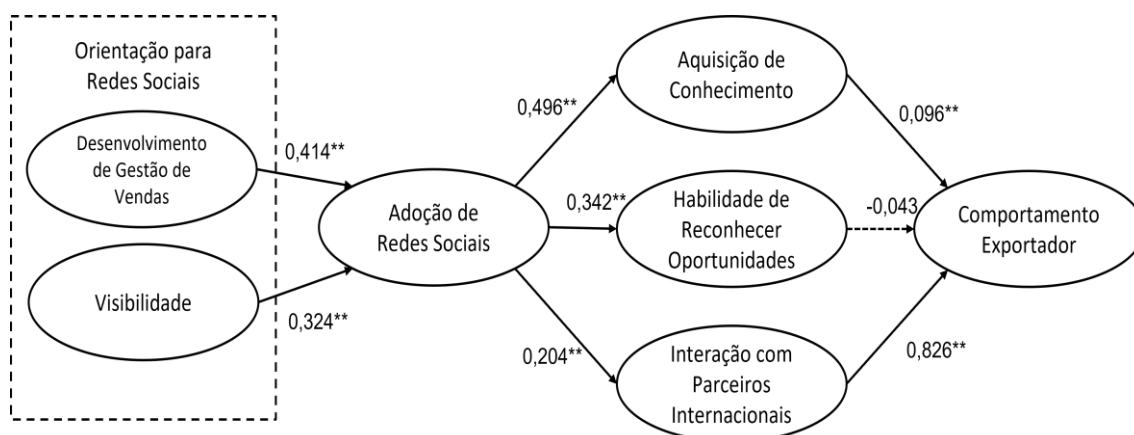 Orientação para
Redes Sociais
Desenvolvimento
de Gestão de
Vendas
0,414**
Visibilidade
0,324**
Adoção de
Redes Sociais
0,496**
0,342**
0,204**
Aquisição de
Conhecimento
Habilidade de
Reconhecer
Oportunidades
Interação com
Parceiros
Internacionais
0,096**
-0,043
0,826**
Comportamento
Exportador